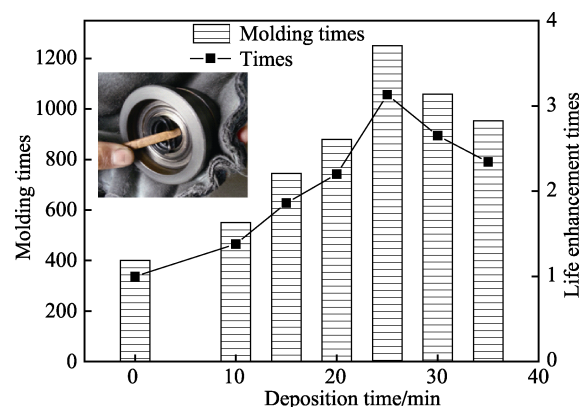 Molding times
Times
Molding times
1200
1000
800
600
400
200
0
4
3
2
1
0
Life enhancement times
0 10 20 30 40
Deposition time/min